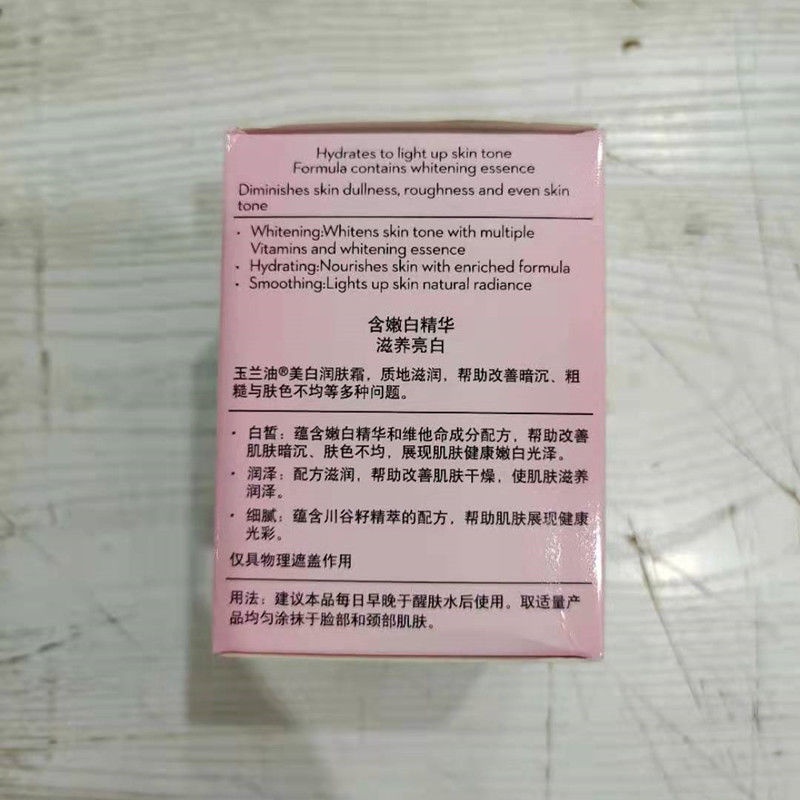 Hydrates to light up skin tone
Formula contains whitening essence
Diminishes skin dullness, roughness and even skin
tone
• Whitening:Whitens skin tone with multiple
Vitamins and whitening essence
• Hydrating:Nourishes skin with enriched formula
• Smoothing:Lights up skin natural radiance
含嫩白精华
滋养亮白
玉兰油®美白润肤霜，质地滋润，帮助改善暗沉、粗
糙与肤色不均等多种问题。
• 白皙：蕴含嫩白精华和维他命成分配方，帮助改善
肌肤暗沉、肤色不均，展现肌肤健康嫩白光泽。
• 润泽：配方滋润，帮助改善肌肤干燥，使肌肤滋养
润泽。
• 细腻：蕴含川谷籽精萃的配方，帮助肌肤展现健康
光彩。
仅具物理遮盖作用
用法：建议本品每日早晚于醒肤水后使用。取适量产
品均匀涂抹于脸部和颈部肌肤。